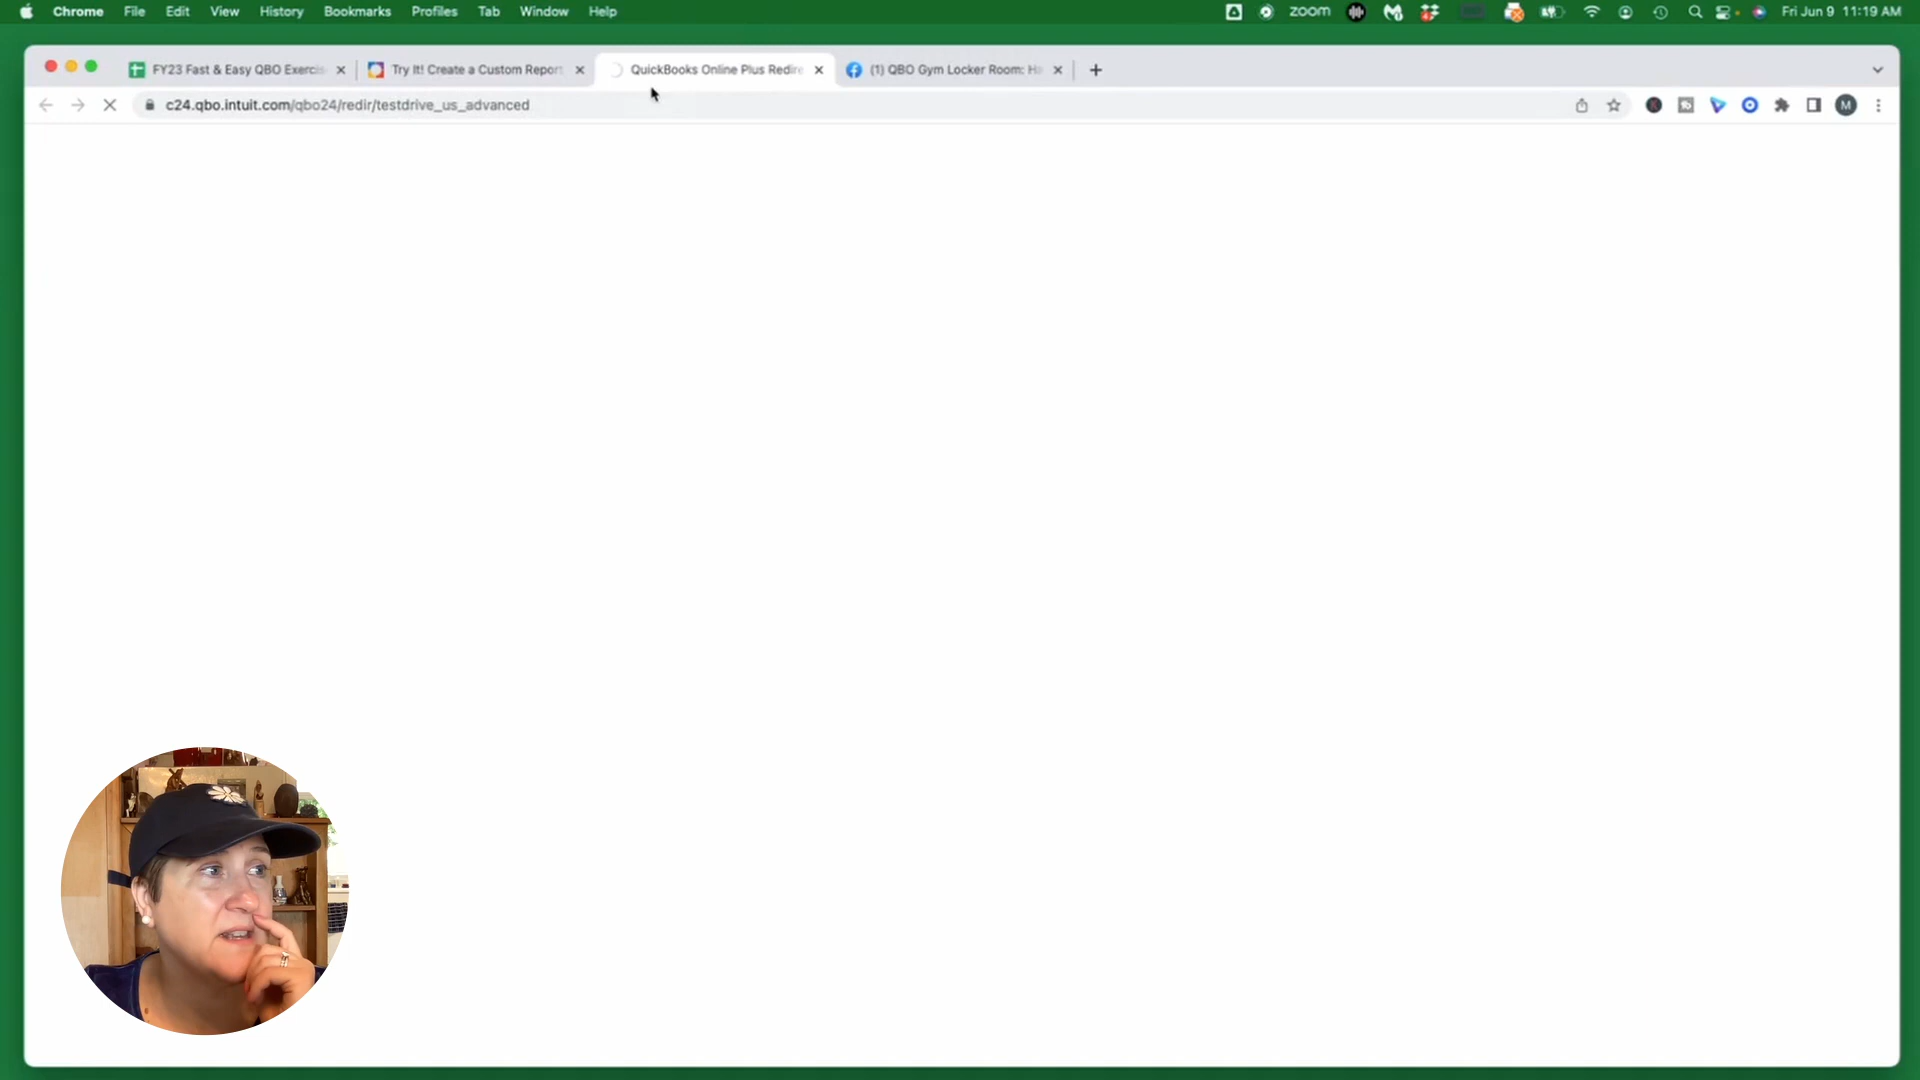 Chrome File Edit View History Bookmarks Profiles Tab Window Help zoom Fri Jun 9 11:19 AM
FY23 Fast & Easy QBO Exercis Try It! Create a Custom Report QuickBooks Online Plus Redire (1) QBO Gym Locker Room: H
c24.qbo.intuit.com/qbo24/redir/testdrive_us_advanced M